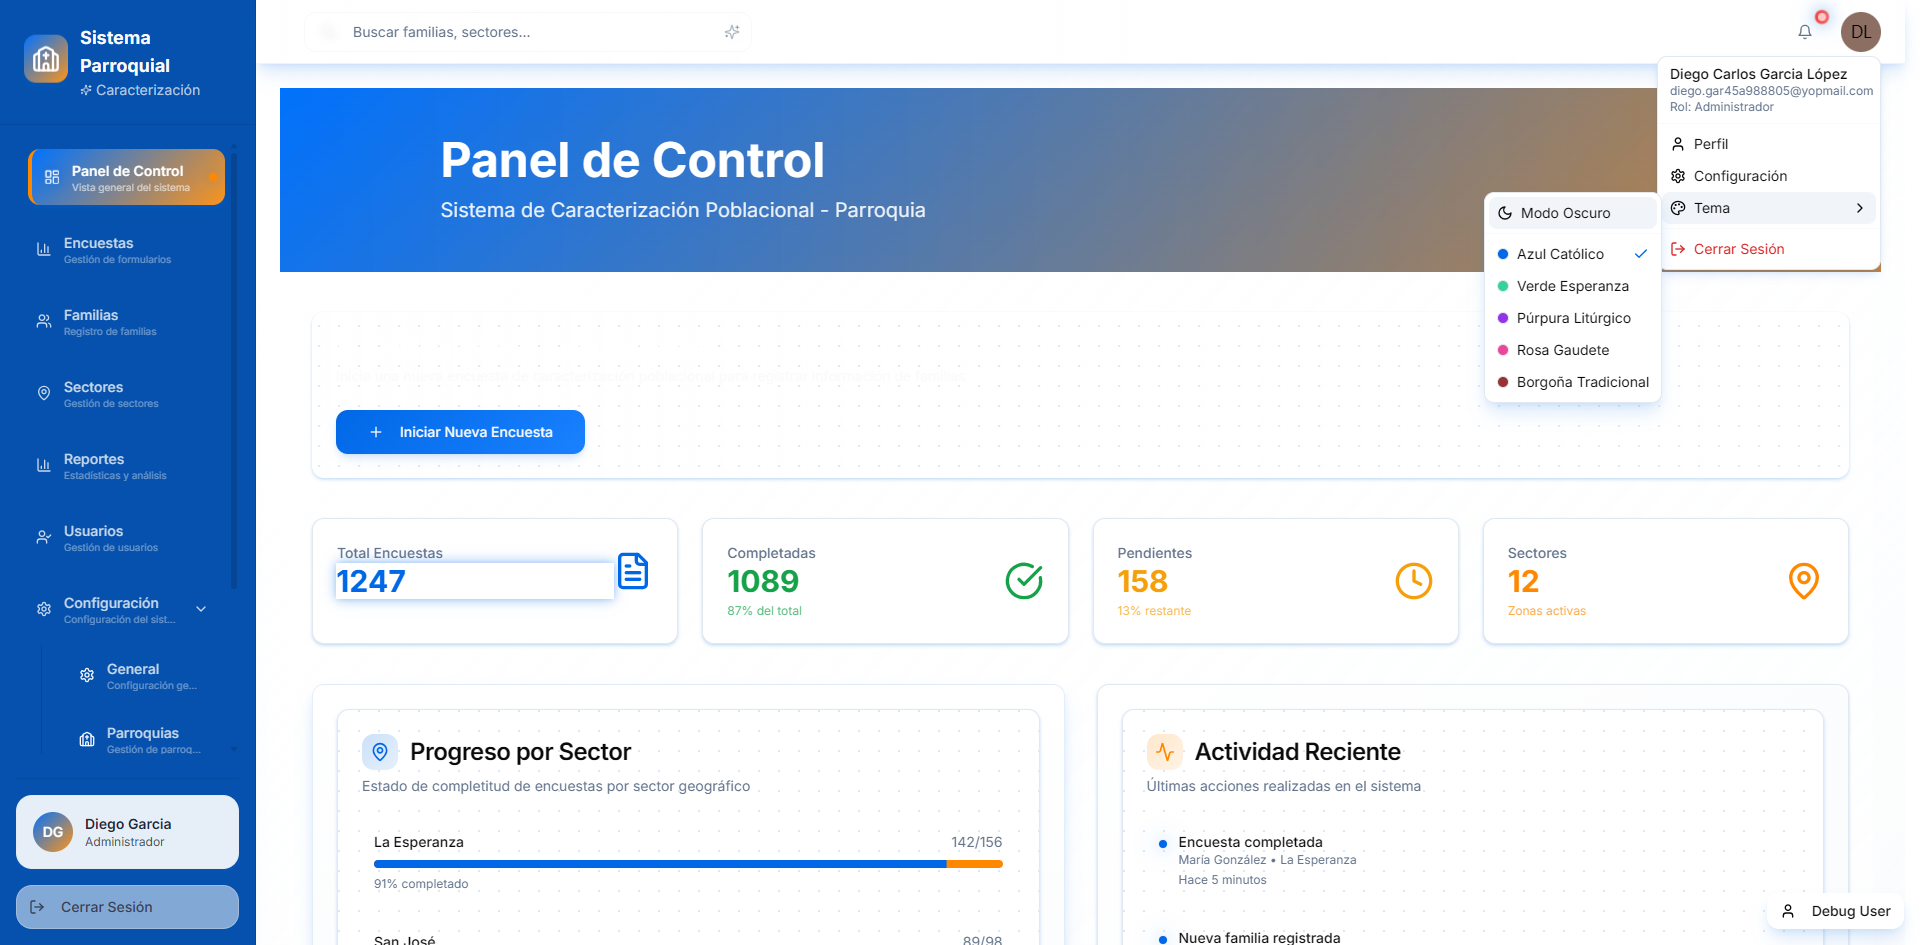 Sistema
Parroquial
Caracterización
Panel de Control
Vista general del sistema
Encuestas
Gestión de formularios
Familias
Registro de familias
Sectores
Gestión de sectores
Reportes
Estadísticas y análisis
Usuarios
Gestión de usuarios
Configuración
Configuración del sist...
General
Configuración ge...
Parroquias
Gestión de parroq...
DG
Diego Garcia
Administrador
Cerrar Sesión
Buscar familias, sectores...
DL
Diego Carlos Garcia López
diego.gar45a988805@yopmail.com
Rol: Administrador
Perfil
Configuración
Tema
Cerrar Sesión
Modo Oscuro
Azul Católico
Verde Esperanza
Púrpura Litúrgico
Rosa Gaudete
Borgoña Tradicional
Panel de Control
Sistema de Caracterización Poblacional - Parroquia
Iniciar Nueva Encuesta
Total Encuestas
1247
Completadas
1089
87% del total
Pendientes
158
13% restante
Sectores
12
Zonas activas
Progreso por Sector
Estado de completitud de encuestas por sector geográfico
La Esperanza 142/156
91% completado
San José 89/98
Actividad Reciente
Últimas acciones realizadas en el sistema
Encuesta completada
María González • La Esperanza
Hace 5 minutos
Nueva familia registrada
Debug User